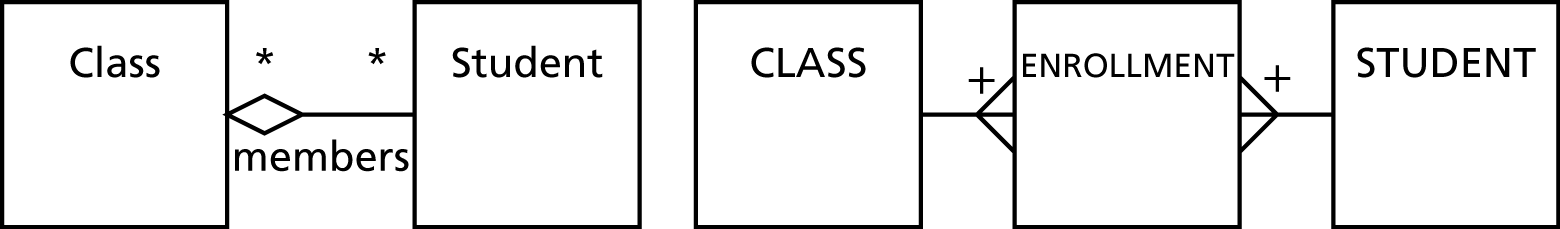 Class * * Student
members
CLASS + ENROLLMENT + STUDENT